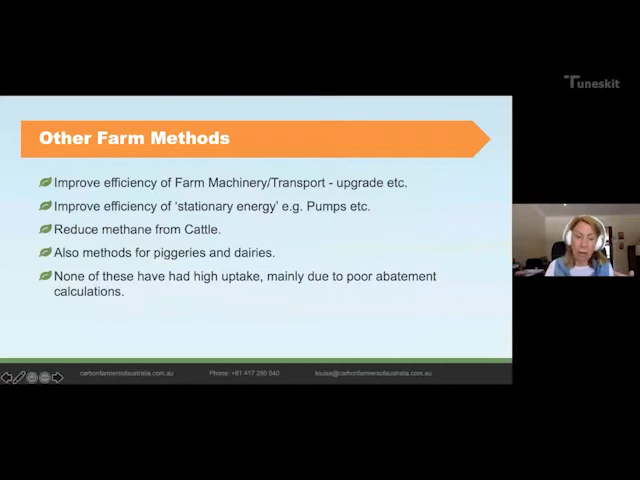 Tuneskit
Other Farm Methods
Improve efficiency of Farm Machinery/Transport - upgrade etc.
Improve efficiency of ‘stationary energy’ e.g. Pumps etc.
Reduce methane from Cattle.
Also methods for piggeries and dairies.
None of these have had high uptake, mainly due to poor abatement
calculations.
carbonfarmersofaustralia.com.au Phone: +61 417 280 540 louisa@carbonfarmersofaustralia.com.au